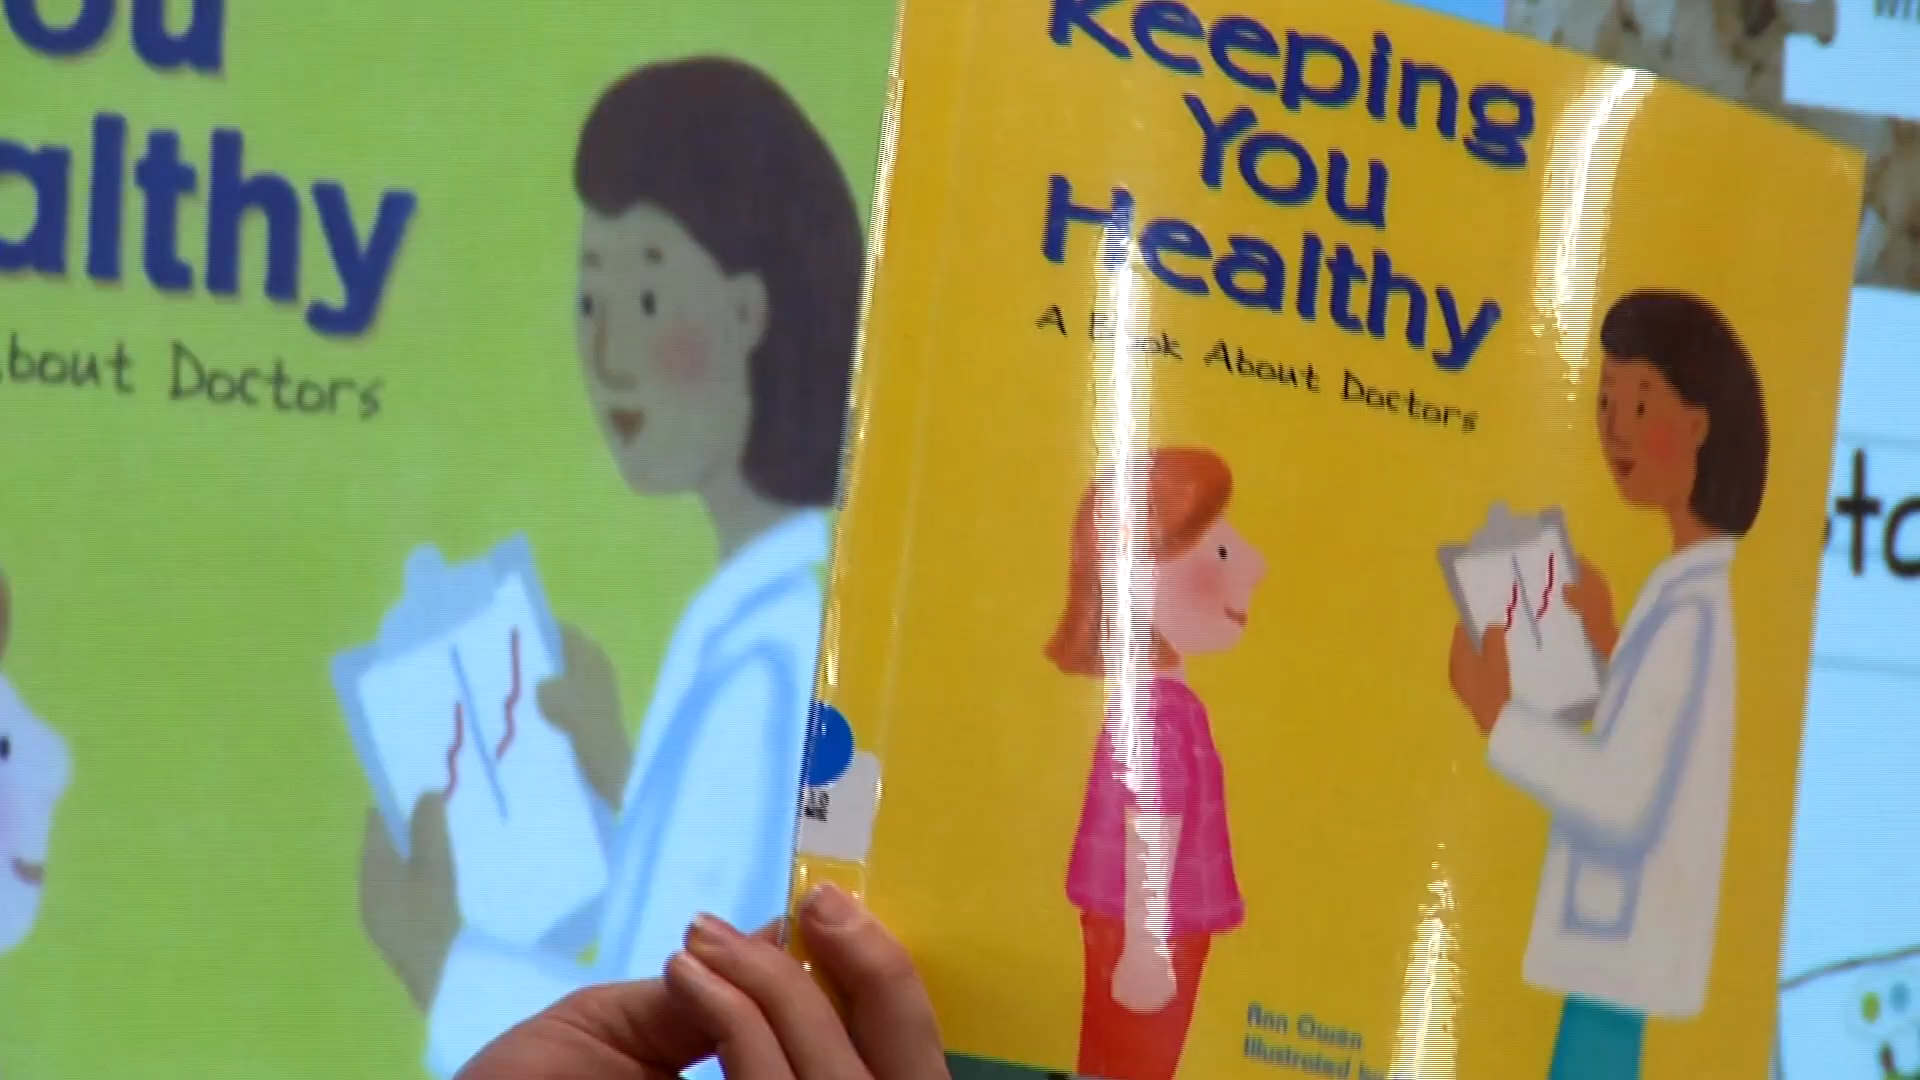 ou
althy
bout Doctors
Keeping
You
Healthy
A Book About Doctors
Ann Owen
Illustrated